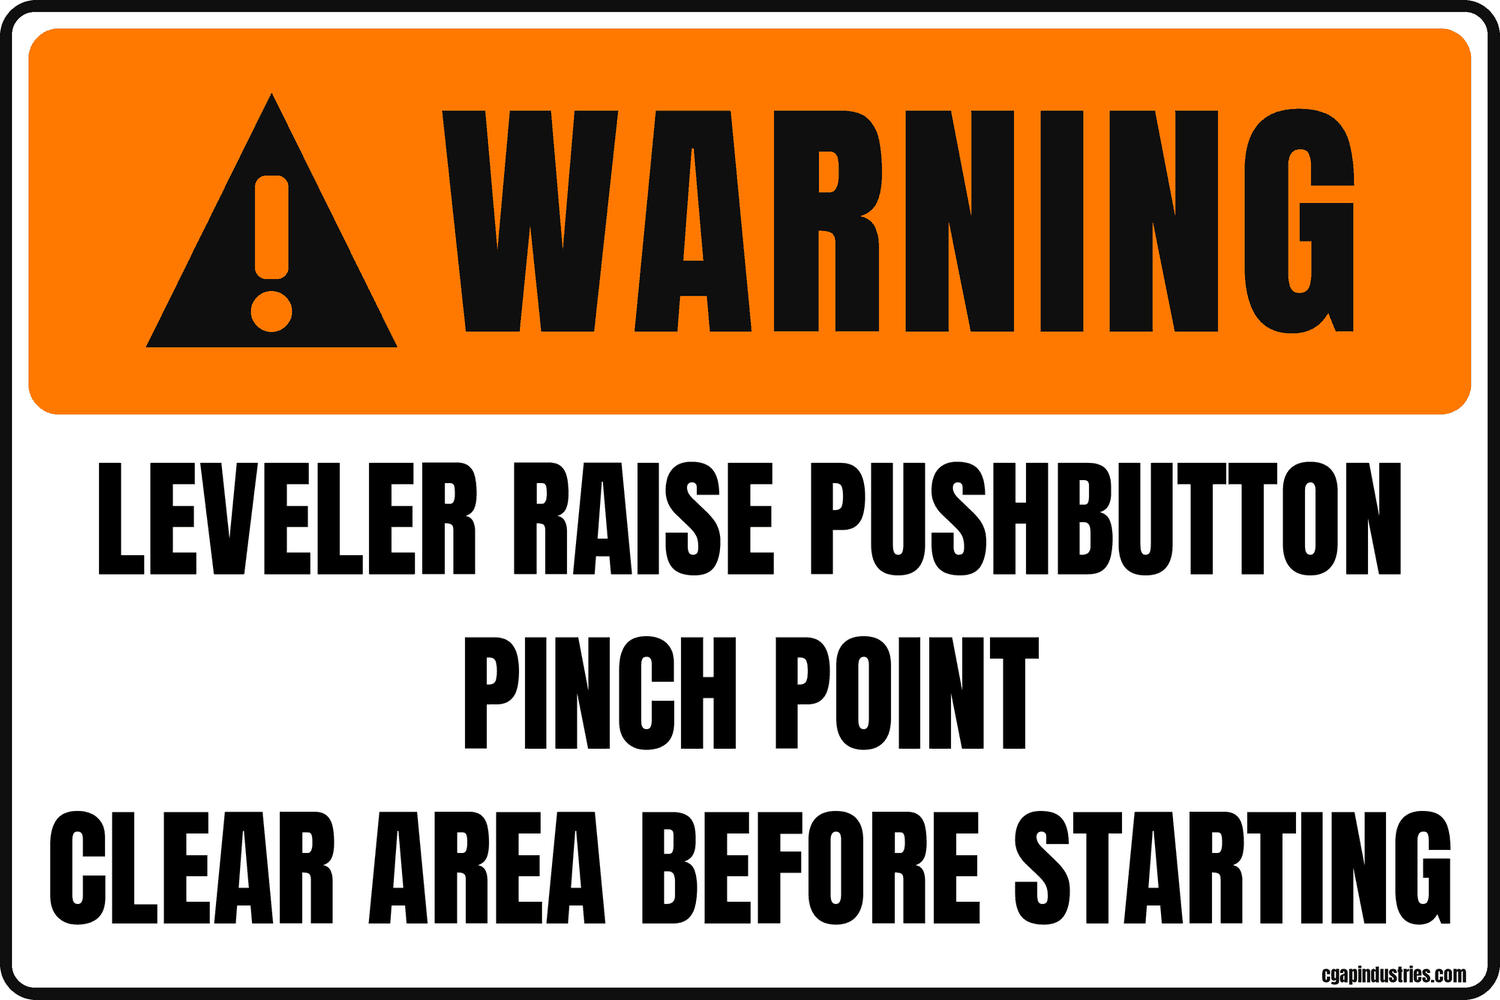 WARNING
LEVELER RAISE PUSHBUTTON
PINCH POINT
CLEAR AREA BEFORE STARTING
cgapindustries.com